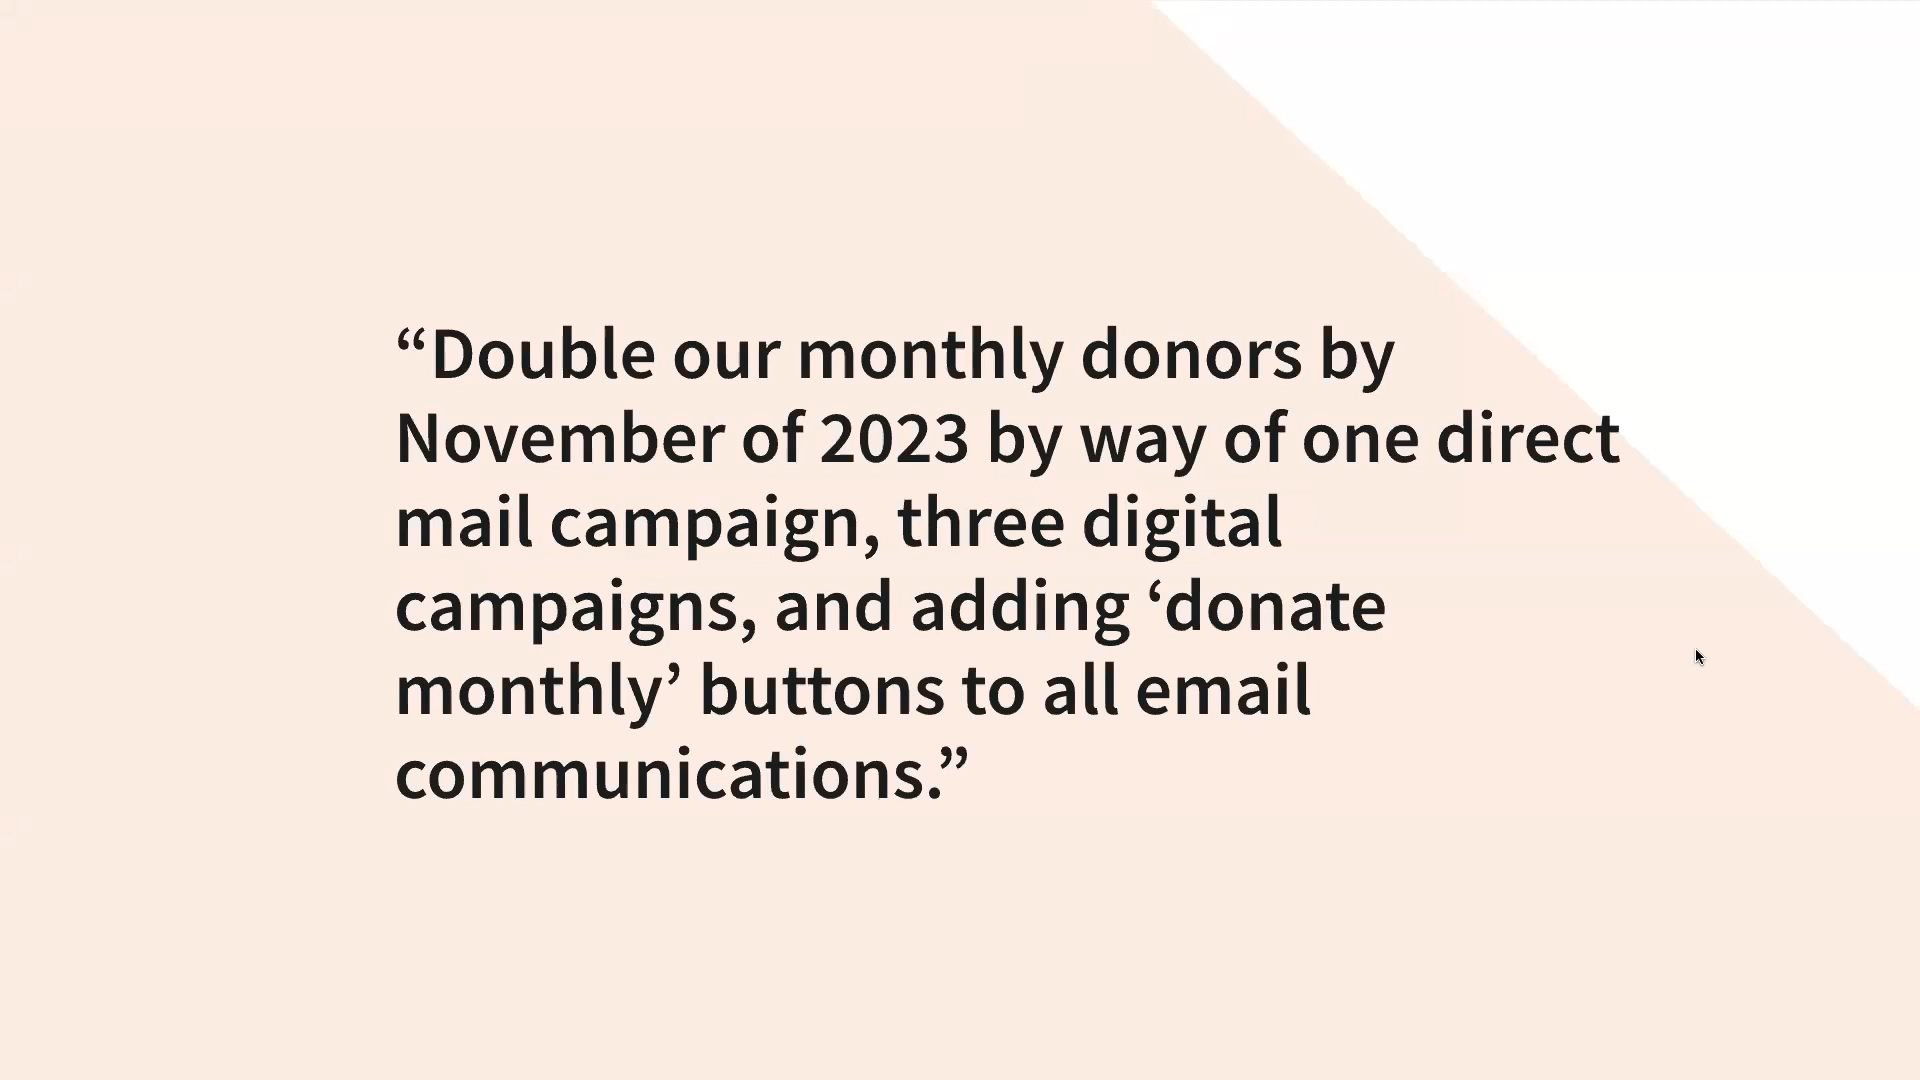 “Double our monthly donors by
November of 2023 by way of one direct
mail campaign, three digital
campaigns, and adding ‘donate
monthly’ buttons to all email
communications.”